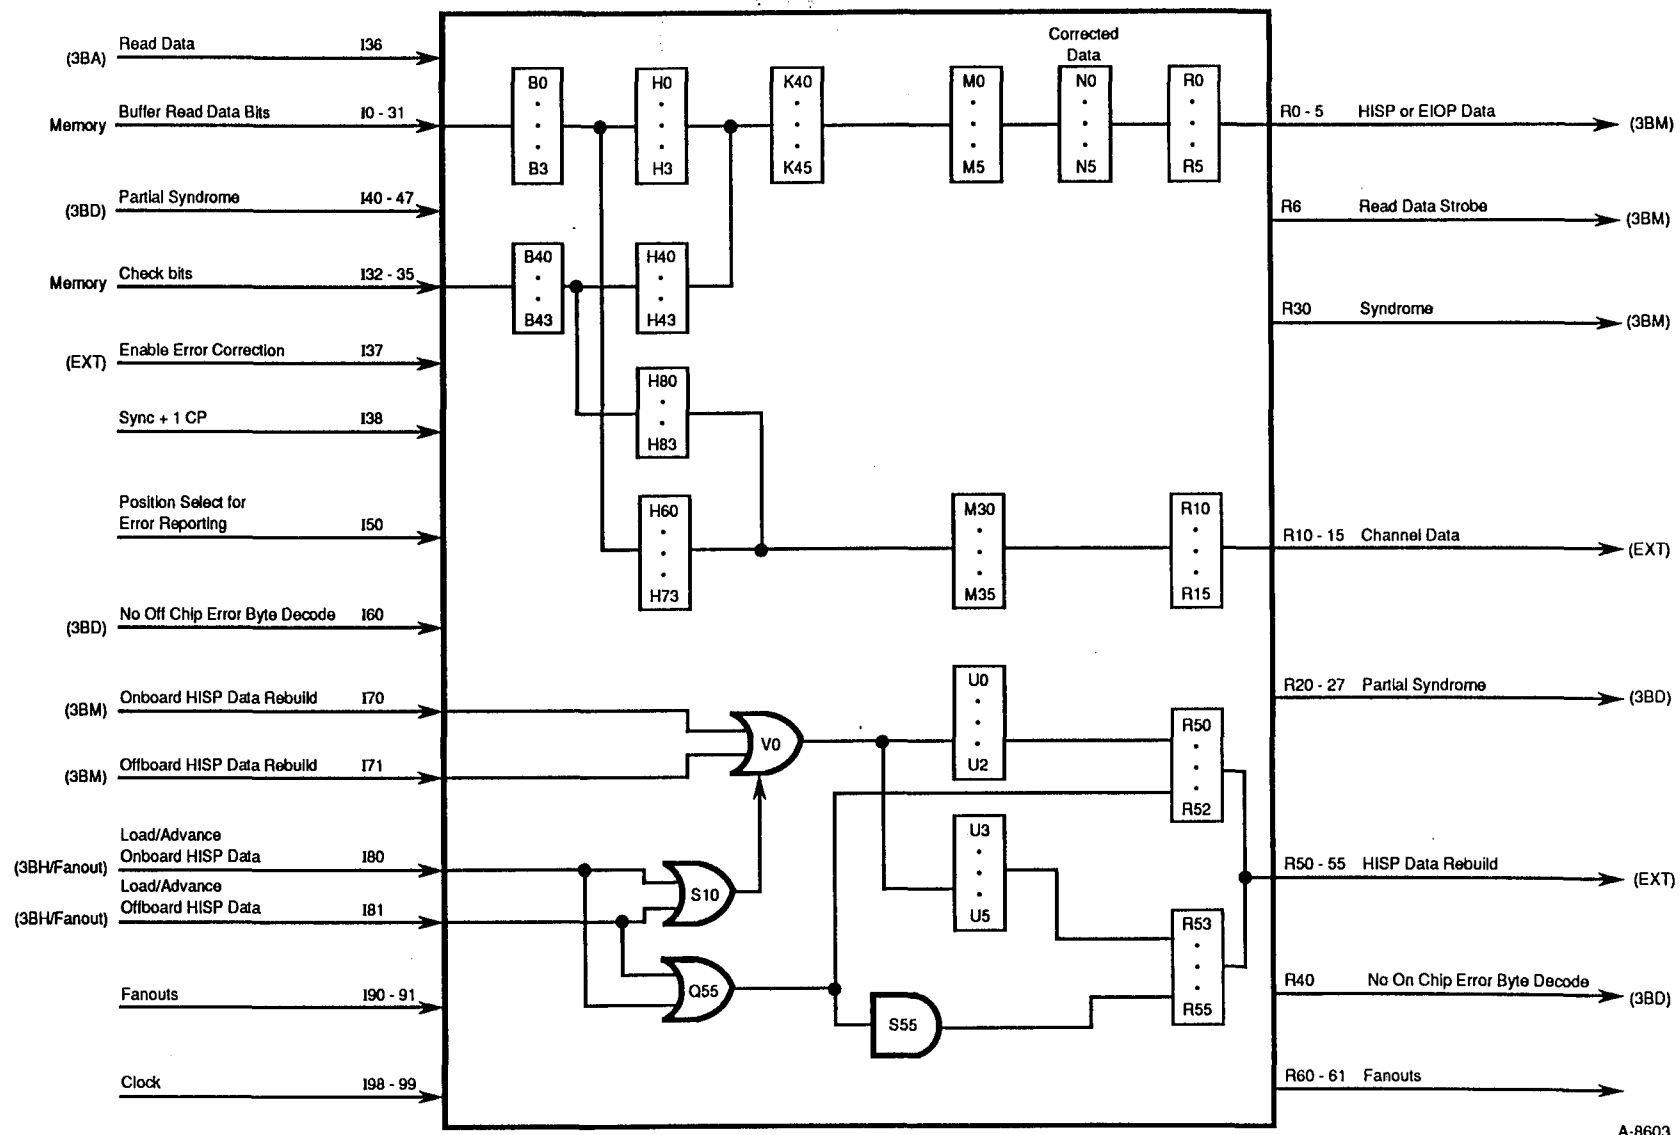 (3BA) Read Data I36
Memory Buffer Read Data Bits I0 - 31
(3BD) Partial Syndrome I40 - 47
Memory Check bits I32 - 35
(EXT) Enable Error Correction I37
Sync + 1 CP I38
Position Select for
Error Reporting I50
(3BD) No Off Chip Error Byte Decode I60
(3BM) Onboard HISP Data Rebuild I70
(3BM) Offboard HISP Data Rebuild I71
Load/Advance
(3BH/Fanout) Onboard HISP Data I80
Load/Advance
(3BH/Fanout) Offboard HISP Data I81
Fanouts I90 - 91
Clock I98 - 99
B0
B3
H0
H3
K40
K45
M0
M5
Corrected
Data
N0
N5
R0
R5
B40
B43
H40
H43
H80
H83
H60
H73
M30
M35
R10
R15
V0
U0
U2
R50
R52
S10
U3
U5
Q55
S55
R53
R55
R0 - 5 HISP or EIOP Data (3BM)
R6 Read Data Strobe (3BM)
R30 Syndrome (3BM)
R10 - 15 Channel Data (EXT)
R20 - 27 Partial Syndrome (3BD)
R50 - 55 HISP Data Rebuild (EXT)
R40 No On Chip Error Byte Decode (3BD)
R60 - 61 Fanouts
A-8603